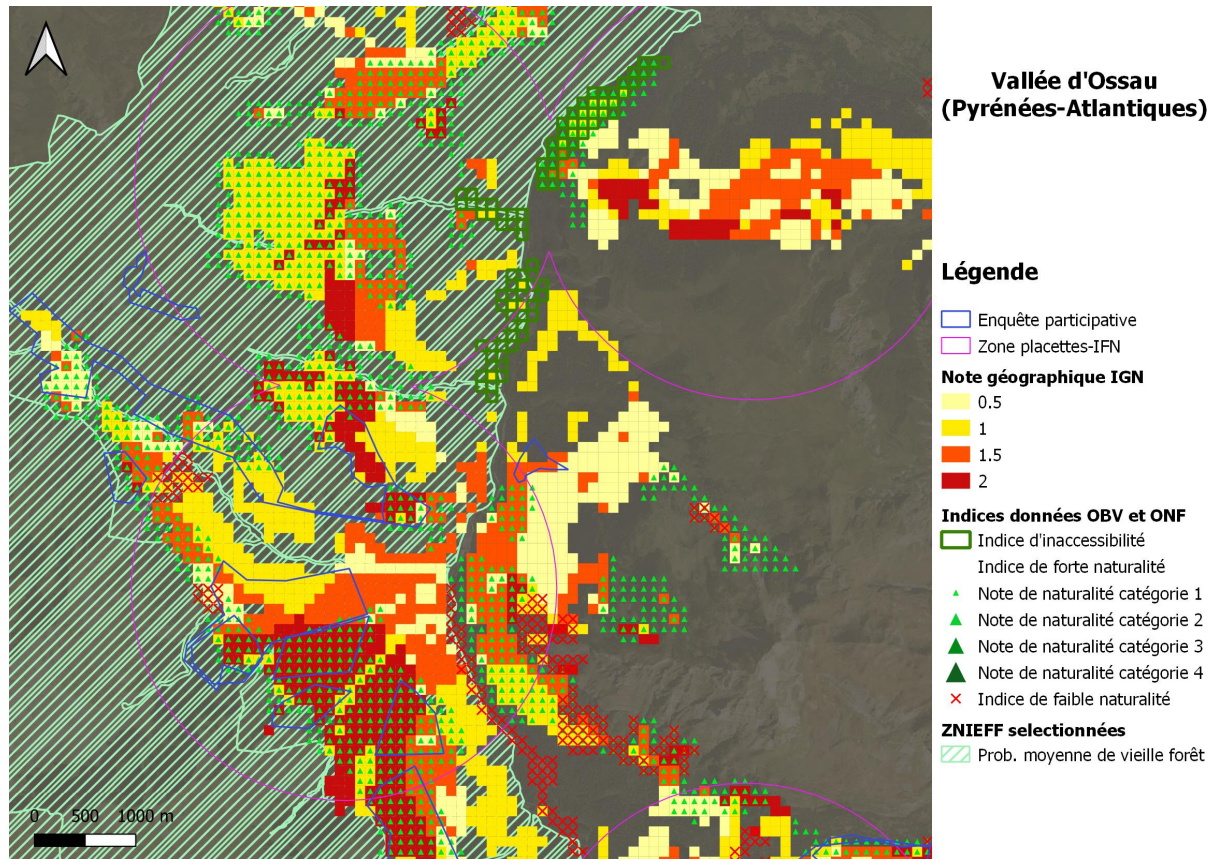 Vallée d'Ossau
(Pyrénées-Atlantiques)
Légende
Enquête participative
Zone placettes-IFN
Note géographique IGN
0.5
1
1.5
2
Indices données OBV et ONF
Indice d'inaccessibilité
Indice de forte naturalité
Note de naturalité catégorie 1
Note de naturalité catégorie 2
Note de naturalité catégorie 3
Note de naturalité catégorie 4
Indice de faible naturalité
ZNIEFF selectionnées
Prob. moyenne de vieille forêt
0 500 1000 m